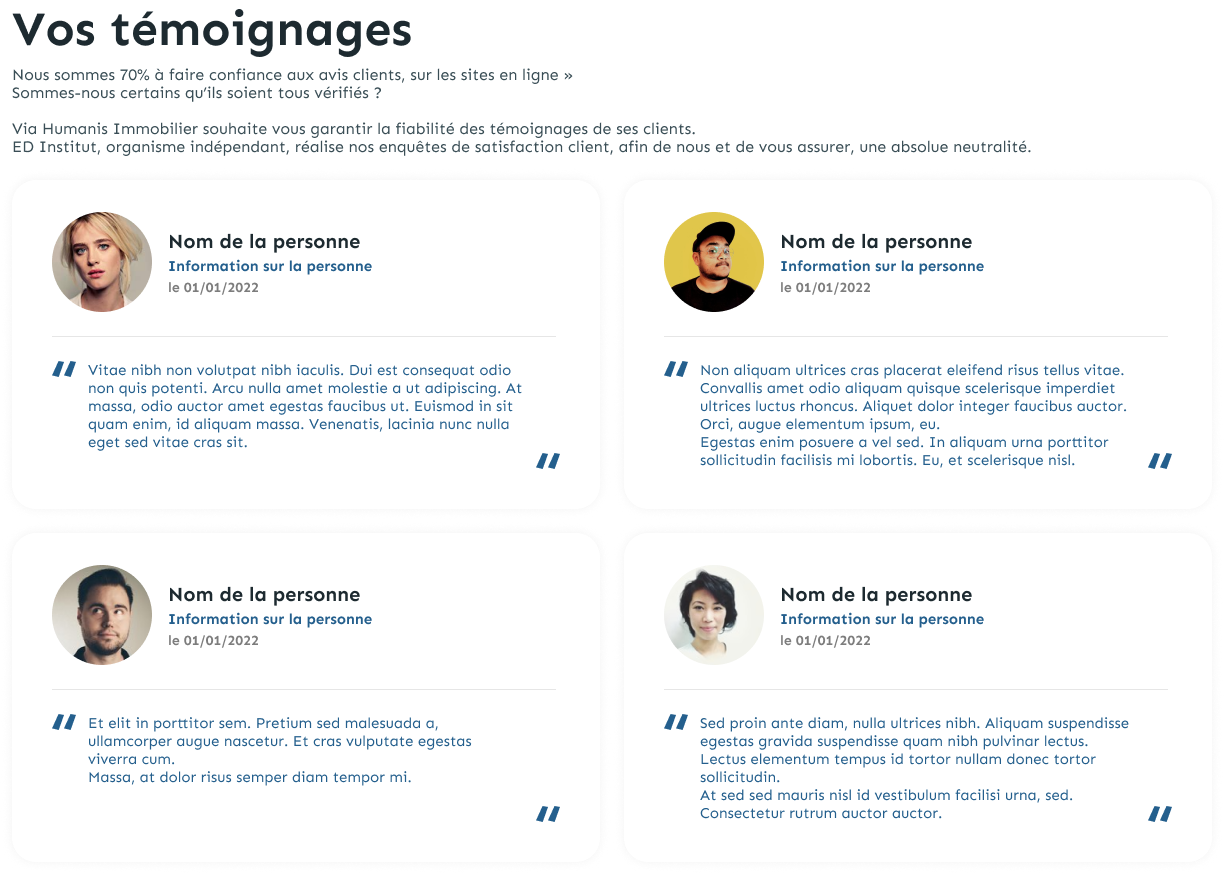 Vos témoignages
Nous sommes 70% à faire confiance aux avis clients, sur les sites en ligne »
Sommes-nous certains qu’ils soient tous vérifiés ?
Via Humanis Immobilier souhaite vous garantir la fiabilité des témoignages de ses clients.
ED Institut, organisme indépendant, réalise nos enquêtes de satisfaction client, afin de nous et de vous assurer, une absolue neutralité.
Nom de la personne
Information sur la personne
le 01/01/2022
Vitae nibh non volutpat nibh iaculis. Dui est consequat odio
non quis potenti. Arcu nulla amet molestie a ut adipiscing. At
massa, odio auctor amet egestas faucibus ut. Euismod in sit
quam enim, id aliquam massa. Venenatis, lacinia nunc nulla
eget sed vitae cras sit.
Nom de la personne
Information sur la personne
le 01/01/2022
Non aliquam ultrices cras placerat eleifend risus tellus vitae.
Convallis amet odio aliquam quisque scelerisque imperdiet
ultrices luctus rhoncus. Aliquet dolor integer faucibus auctor.
Orci, augue elementum ipsum, eu.
Egestas enim posuere a vel sed. In aliquam urna porttitor
sollicitudin facilisis mi lobortis. Eu, et scelerisque nisl.
Nom de la personne
Information sur la personne
le 01/01/2022
Et elit in porttitor sem. Pretium sed malesuada a,
ullamcorper augue nascetur. Et cras vulputate egestas
viverra cum.
Massa, at dolor risus semper diam tempor mi.
Nom de la personne
Information sur la personne
le 01/01/2022
Sed proin ante diam, nulla ultrices nibh. Aliquam suspendisse
egestas gravida suspendisse quam nibh pulvinar lectus.
Lectus elementum tempus id tortor nullam donec tortor
sollicitudin.
At sed sed mauris nisl id vestibulum facilisi urna, sed.
Consectetur rutrum auctor auctor.